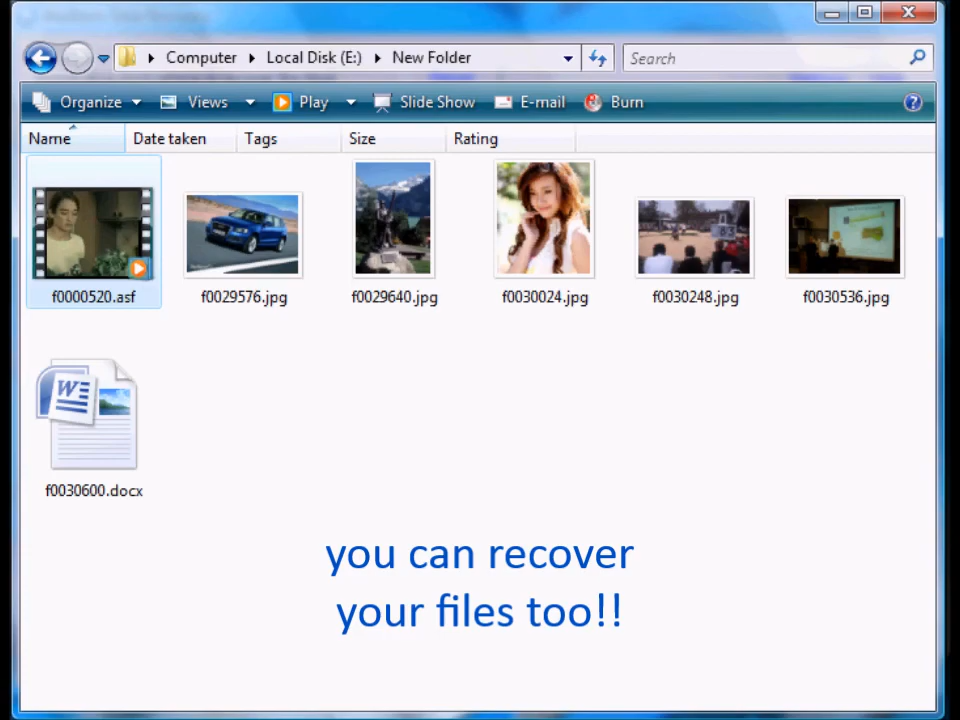 Computer Local Disk (E:) New Folder Search
Organize Views Play Slide Show E-mail Burn
Name Date taken Tags Size Rating
f0000520.asf f0029576.jpg f0029640.jpg f0030024.jpg f0030248.jpg f0030536.jpg
f0030600.docx
you can recover
your files too!!